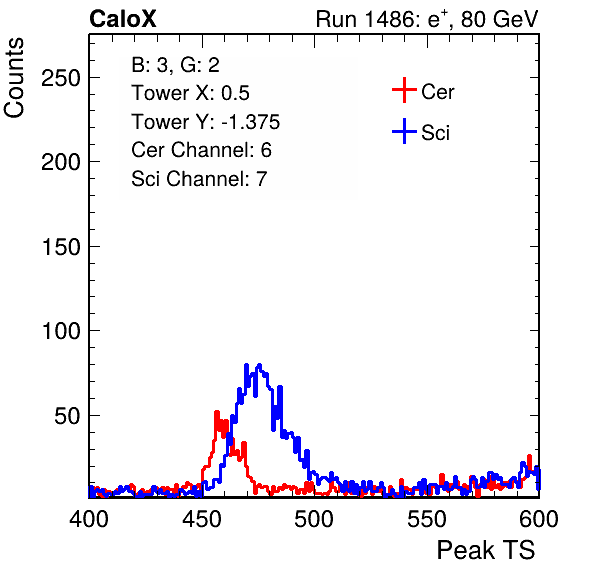 CaloX Run 1486: e+, 80 GeV
B: 3, G: 2
Tower X: 0.5
Tower Y: -1.375
Cer Channel: 6
Sci Channel: 7
Cer
Sci
Counts
250
200
150
100
50
400 450 500 550 600
Peak TS